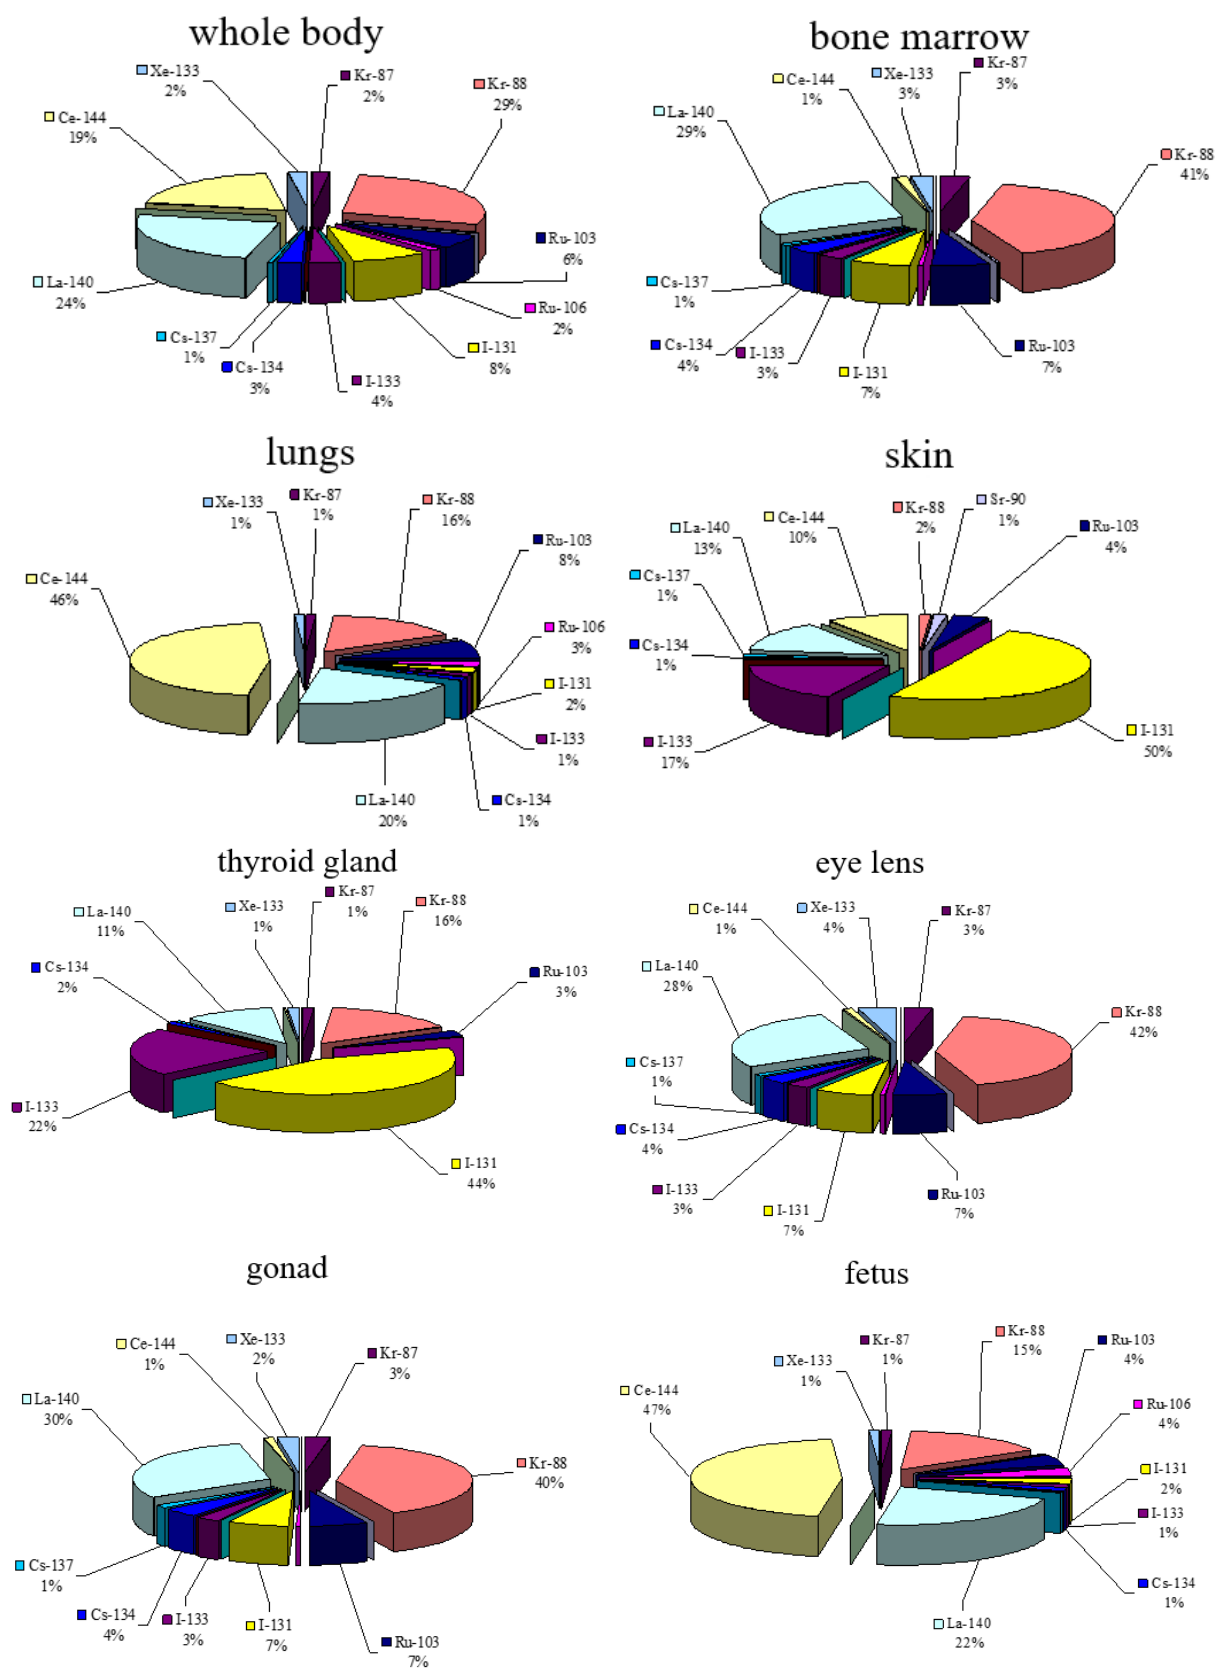 whole body
Xe-133
2%
Kr-87
2%
Kr-88
29%
Ce-144
19%
Ru-103
6%
La-140
24%
Ru-106
2%
Cs-137
1%
Cs-134
3%
I-133
4%
I-131
8%
bone marrow
Ce-144
1%
Xe-133
3%
Kr-87
3%
La-140
29%
Kr-88
41%
Cs-137
1%
Cs-134
4%
I-133
3%
I-131
7%
Ru-103
7%
lungs
Xe-133
1%
Kr-87
1%
Kr-88
16%
Ru-103
8%
Ce-144
46%
Ru-106
3%
I-131
2%
I-133
1%
La-140
20%
Cs-134
1%
skin
La-140
13%
Ce-144
10%
Kr-88
2%
Sr-90
1%
Ru-103
4%
Cs-137
1%
Cs-134
1%
I-133
17%
I-131
50%
thyroid gland
La-140
11%
Xe-133
1%
Kr-87
1%
Kr-88
16%
Cs-134
2%
Ru-103
3%
I-133
22%
I-131
44%
eye lens
Ce-144
1%
Xe-133
4%
Kr-87
3%
La-140
28%
Kr-88
42%
Cs-137
1%
Cs-134
4%
I-133
3%
I-131
7%
Ru-103
7%
gonad
Ce-144
1%
Xe-133
2%
Kr-87
3%
La-140
30%
Kr-88
40%
Cs-137
1%
Cs-134
4%
I-133
3%
I-131
7%
Ru-103
7%
fetus
Xe-133
1%
Kr-87
1%
Kr-88
15%
Ru-103
4%
Ce-144
47%
Ru-106
4%
I-131
2%
I-133
1%
Cs-134
1%
La-140
22%